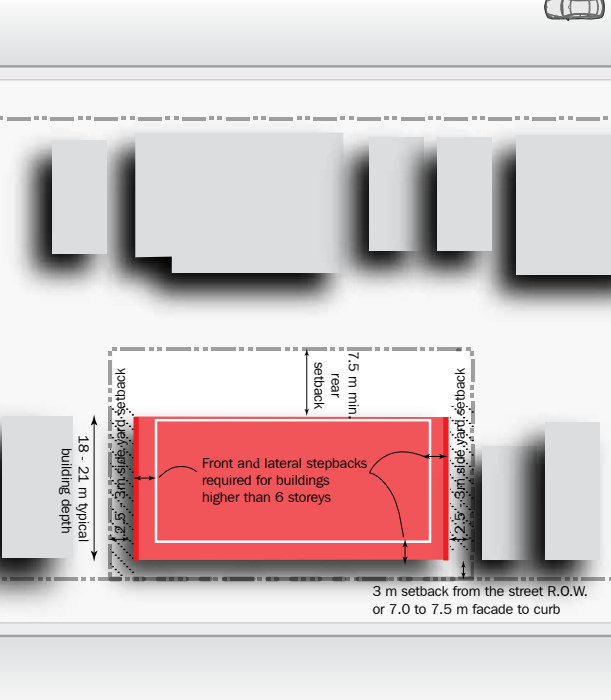 7.5 m min.
rear
setback
2.5 - 3m side yard setback
2.5 - 3m side yard setback
18 - 21 m typical
building depth
Front and lateral stepbacks
required for buildings
higher than 6 storeys
3 m setback from the street R.O.W.
or 7.0 to 7.5 m facade to curb